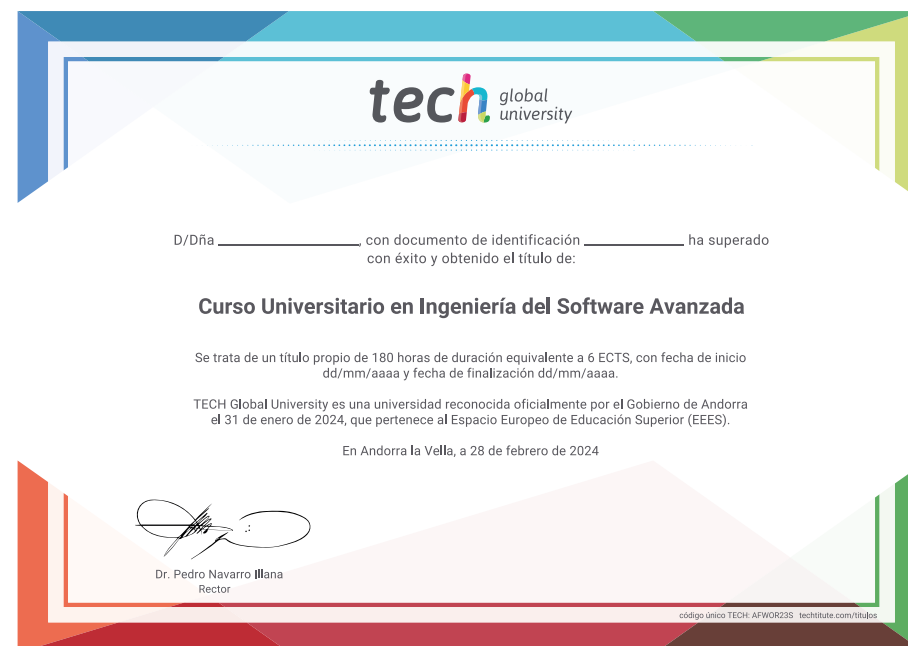 tech global university
D/Dña ____________________, con documento de identificación ______________ ha superado
con éxito y obtenido el título de:
Curso Universitario en Ingeniería del Software Avanzada
Se trata de un título propio de 180 horas de duración equivalente a 6 ECTS, con fecha de inicio
dd/mm/aaaa y fecha de finalización dd/mm/aaaa.
TECH Global University es una universidad reconocida oficialmente por el Gobierno de Andorra
el 31 de enero de 2024, que pertenece al Espacio Europeo de Educación Superior (EEES).
En Andorra la Vella, a 28 de febrero de 2024
Dr. Pedro Navarro Illana
Rector
código único TECH: AFWOR23S techtitute.com/títulos